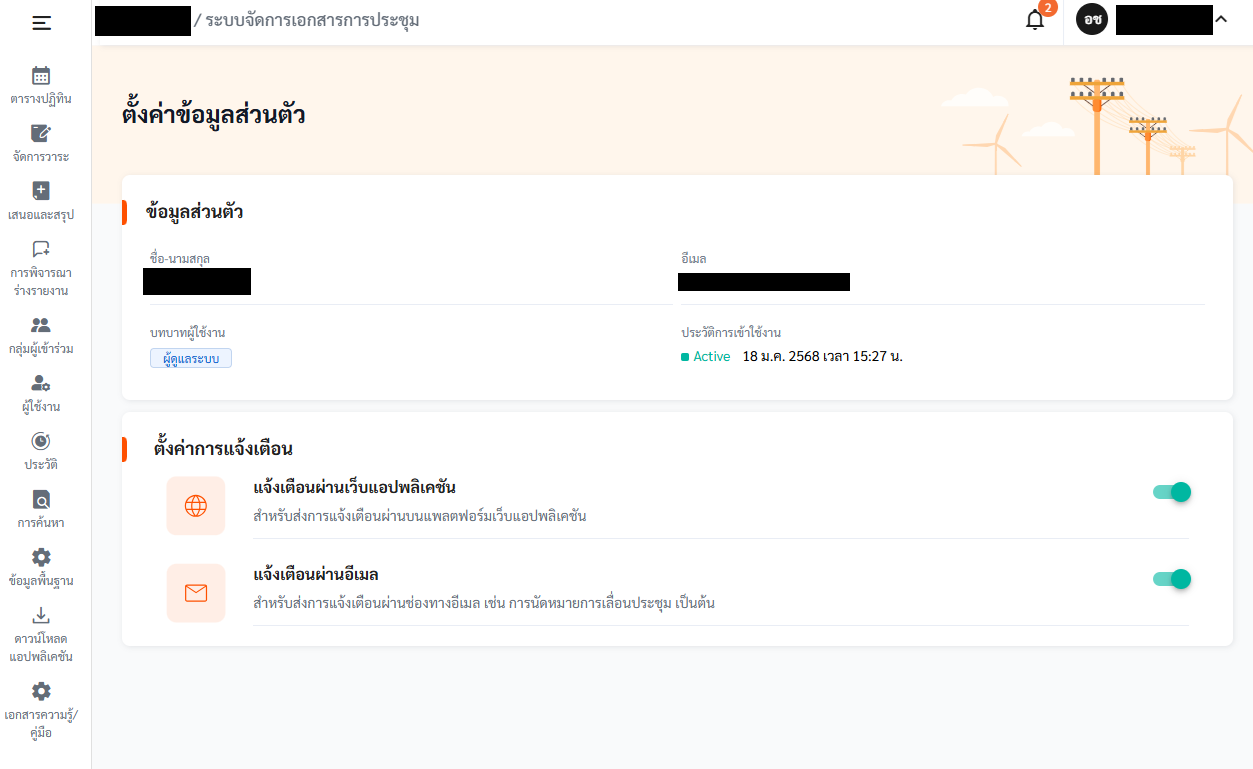 / ระบบจัดการเอกสารการประชุม
2
อช
ตารางปฏิทิน
จัดการวาระ
เสนอและสรุป
การพิจารณา
ร่างรายงาน
กลุ่มผู้เข้าร่วม
ผู้ใช้งาน
ประวัติ
การค้นหา
ข้อมูลพื้นฐาน
ดาวน์โหลด
แอปพลิเคชัน
เอกสารความรู้/
คู่มือ
ตั้งค่าข้อมูลส่วนตัว
ข้อมูลส่วนตัว
ชื่อ-นามสกุล
อีเมล
บทบาทผู้ใช้งาน
ผู้ดูแลระบบ
ประวัติการเข้าใช้งาน
Active 18 ม.ค. 2568 เวลา 15:27 น.
ตั้งค่าการแจ้งเตือน
แจ้งเตือนผ่านเว็บแอปพลิเคชัน
สำหรับส่งการแจ้งเตือนผ่านบนแพลตฟอร์มเว็บแอปพลิเคชัน
แจ้งเตือนผ่านอีเมล
สำหรับส่งการแจ้งเตือนผ่านช่องทางอีเมล เช่น การนัดหมายการเลื่อนประชุม เป็นต้น